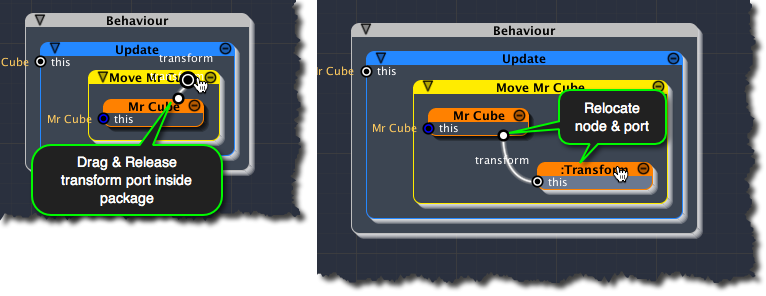 Behaviour
Update
transform
Cube
this
Move Mr Cube
Mr Cube
Mr Cube
this
Drag & Release
transform port inside
package
Behaviour
Update
Mr Cube
this
Move Mr Cube
Mr Cube
Mr Cube
this
Relocate
node & port
transform
:Transform
this